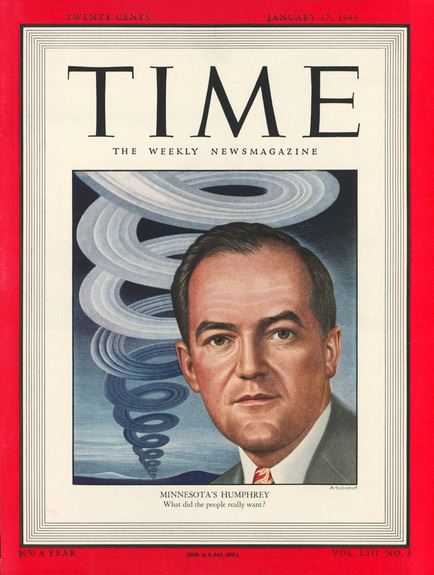 TWENTY CENTS
JANUARY 17, 1949
TIME
THE WEEKLY NEWSMAGAZINE
Artzybasheff
MINNESOTA'S HUMPHREY
What did the people really want?
$6.50 A YEAR
(REG. U. S. PAT. OFF.)
VOL. LIII NO. 3